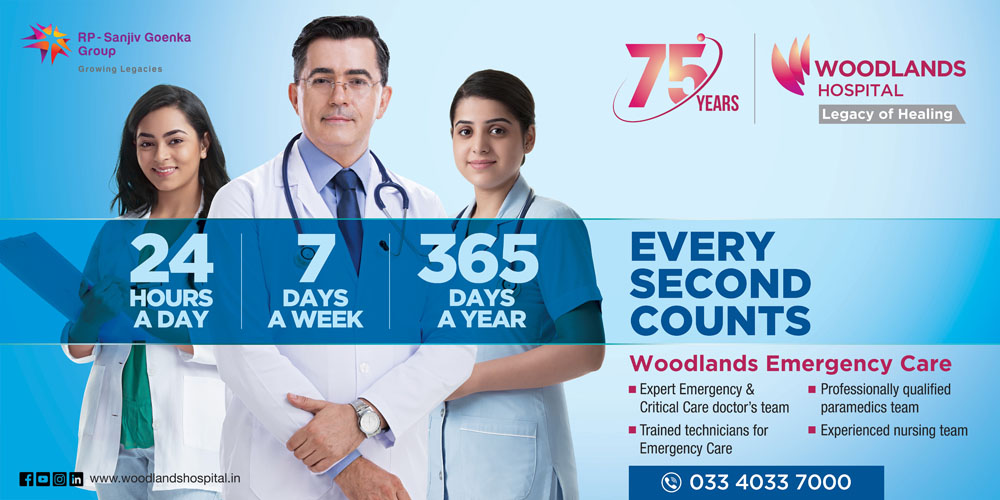 RP-Sanjiv Goenka
Group
Growing Legacies
75 YEARS
WOODLANDS
HOSPITAL
Legacy of Healing
24
HOURS
A DAY
7
DAYS
A WEEK
365
DAYS
A YEAR
EVERY
SECOND
COUNTS
Woodlands Emergency Care
Expert Emergency &
Critical Care doctor's team
Trained technicians for
Emergency Care
Professionally qualified
paramedics team
Experienced nursing team
www.woodlandshospital.in
033 4033 7000